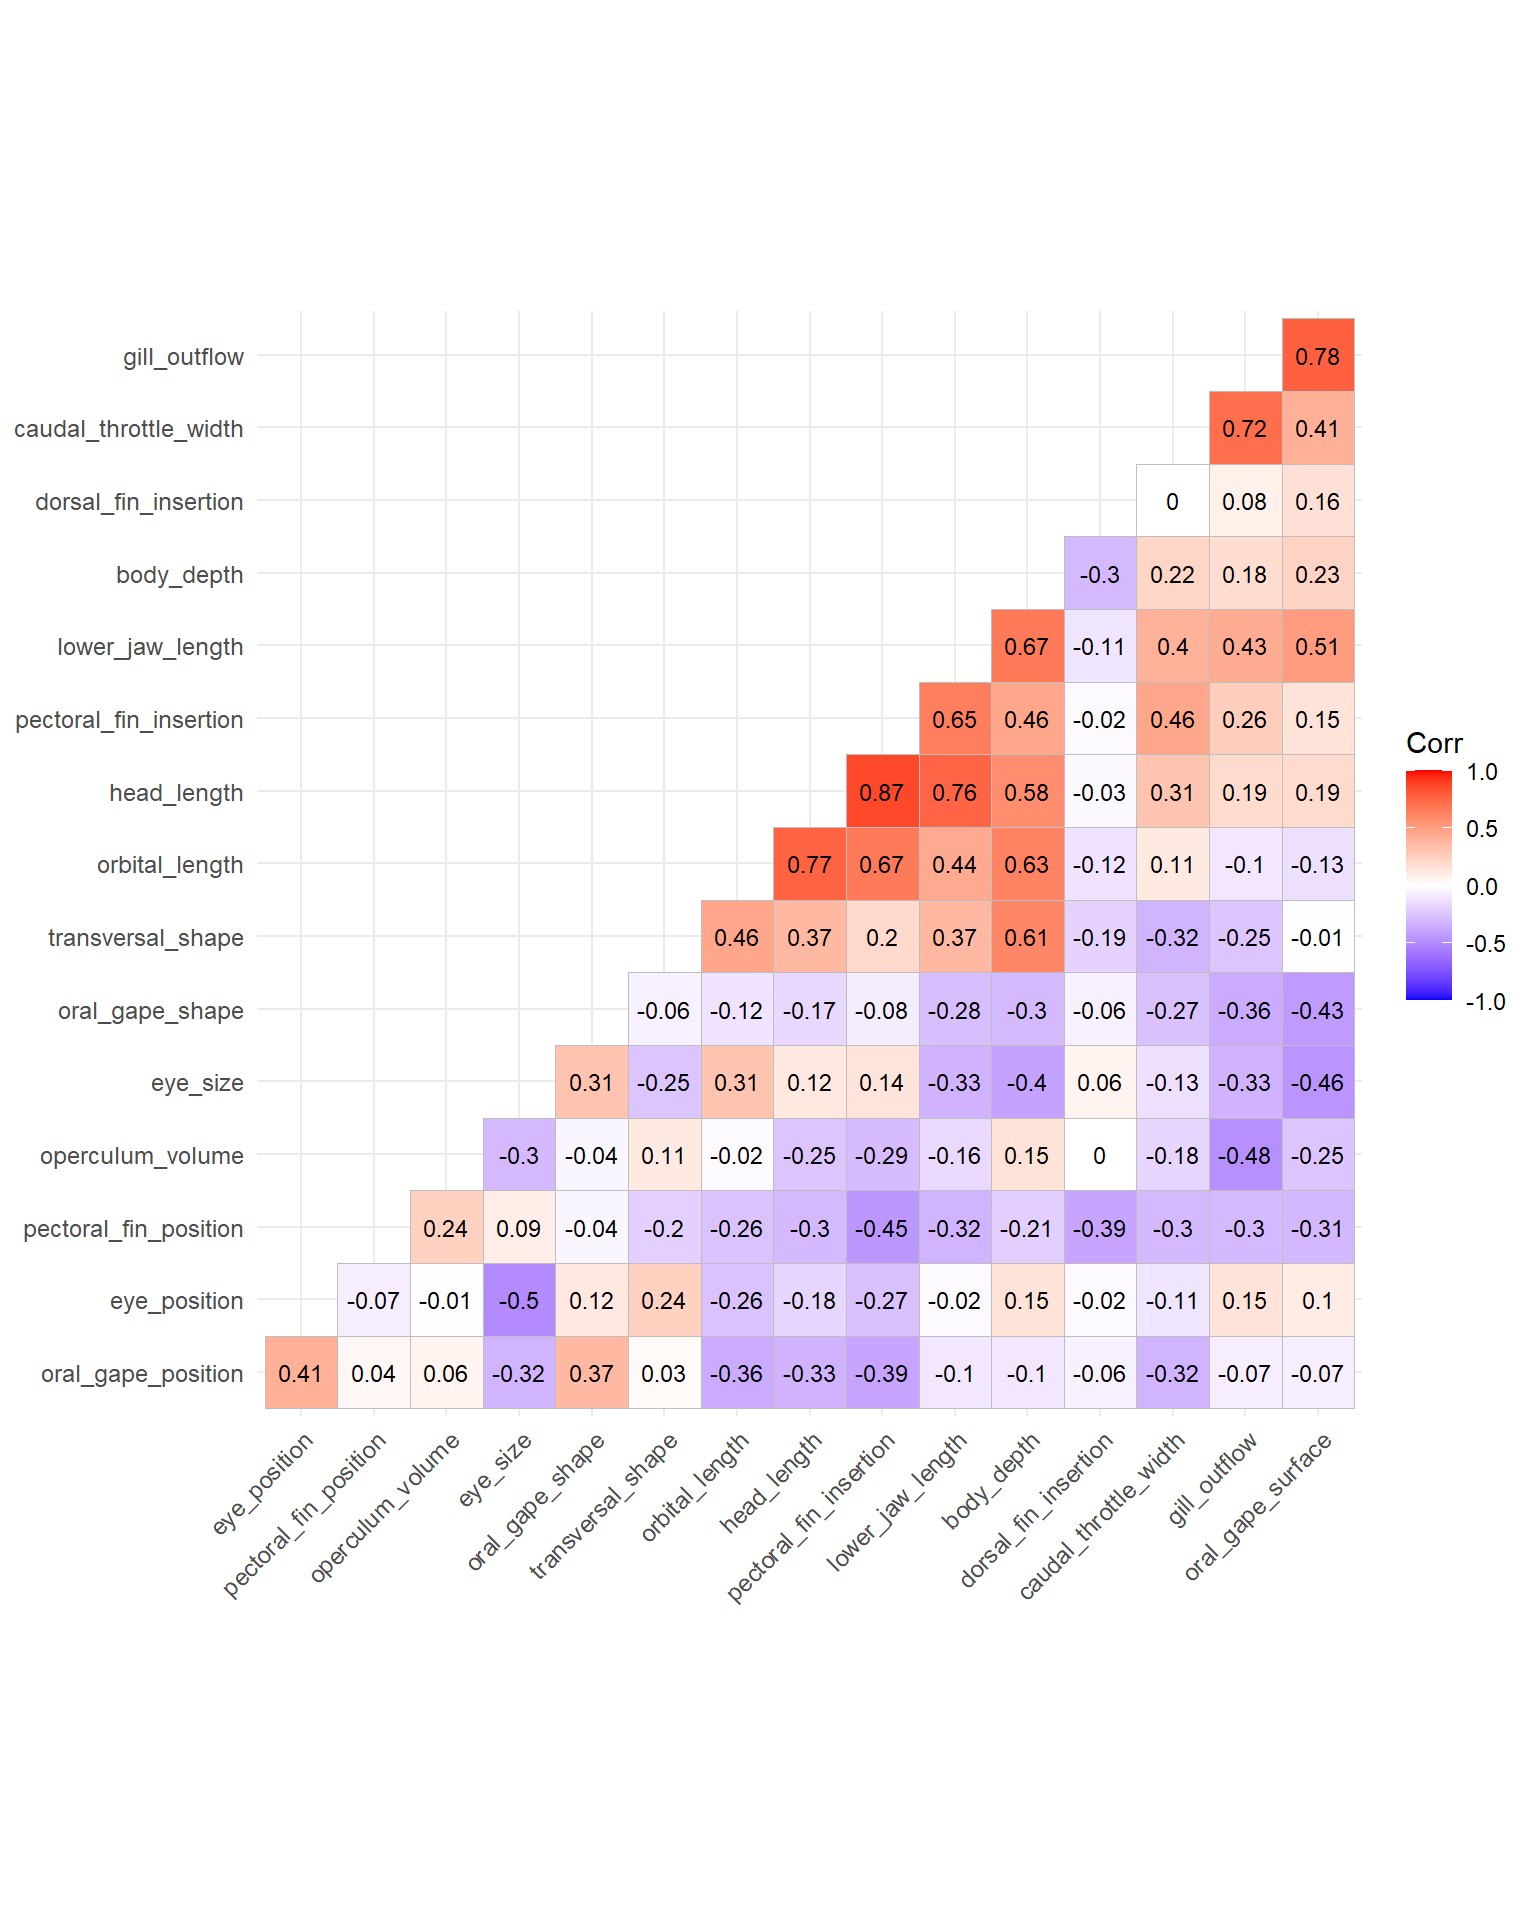 gill_outflow 0.78
caudal_throttle_width 0.72 0.41
dorsal_fin_insertion 0 0.08 0.16
body_depth -0.3 0.22 0.18 0.23
lower_jaw_length 0.67 -0.11 0.4 0.43 0.51
pectoral_fin_insertion 0.65 0.46 -0.02 0.46 0.26 0.15
head_length 0.87 0.76 0.58 -0.03 0.31 0.19 0.19
orbital_length 0.77 0.67 0.44 0.63 -0.12 0.11 -0.1 -0.13
transversal_shape 0.46 0.37 0.2 0.37 0.61 -0.19 -0.32 -0.25 -0.01
oral_gape_shape -0.06 -0.12 -0.17 -0.08 -0.28 -0.3 -0.06 -0.27 -0.36 -0.43
eye_size 0.31 -0.25 0.31 0.12 0.14 -0.33 -0.4 0.06 -0.13 -0.33 -0.46
operculum_volume -0.3 -0.04 0.11 -0.02 -0.25 -0.29 -0.16 0.15 0 -0.18 -0.48 -0.25
pectoral_fin_position 0.24 0.09 -0.04 -0.2 -0.26 -0.3 -0.45 -0.32 -0.21 -0.39 -0.3 -0.3 -0.31
eye_position -0.07 -0.01 -0.5 0.12 0.24 -0.26 -0.18 -0.27 -0.02 0.15 -0.02 -0.11 0.15 0.1
oral_gape_position 0.41 0.04 0.06 -0.32 0.37 0.03 -0.36 -0.33 -0.39 -0.1 -0.1 -0.06 -0.32 -0.07 -0.07
eye_position
pectoral_fin_position
operculum_volume
eye_size
oral_gape_shape
transversal_shape
orbital_length
head_length
pectoral_fin_insertion
lower_jaw_length
body_depth
dorsal_fin_insertion
caudal_throttle_width
gill_outflow
oral_gape_surface
Corr
1.0
0.5
0.0
-0.5
-1.0